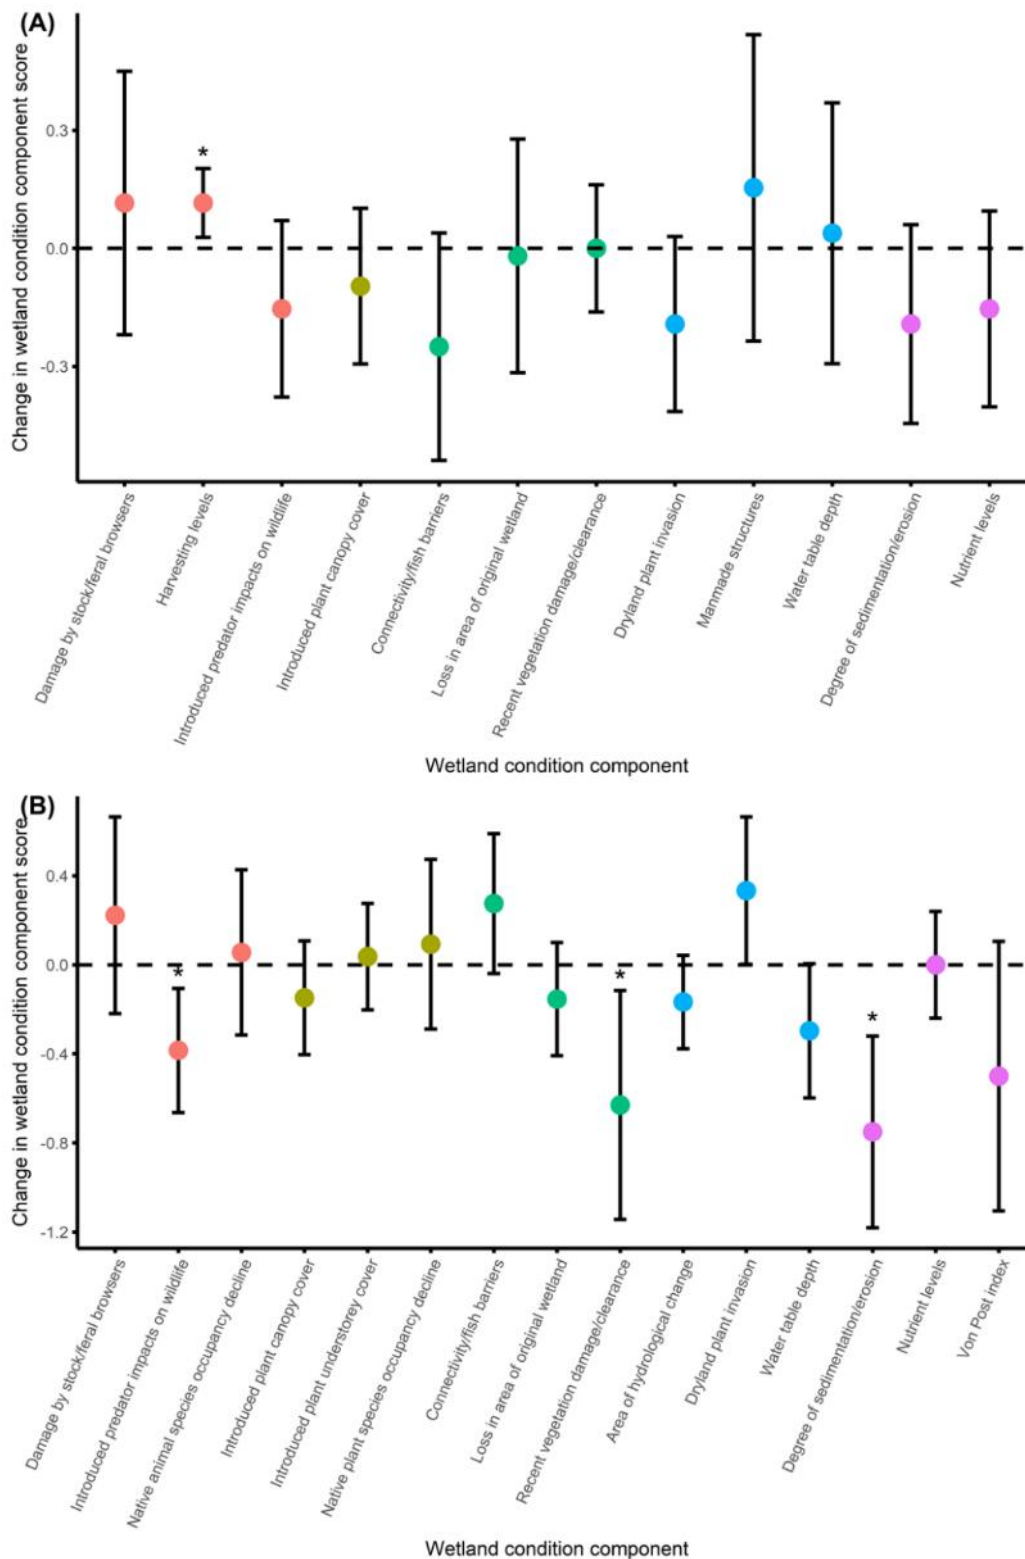 (A)
Change in wetland condition component score
0.3
0.0
-0.3
*
Damage by stock/feral browsers
Harvesting levels
Introduced predator impacts on wildlife
Introduced plant canopy cover
Connectivity/fish barriers
Loss in area of original wetland
Recent vegetation damage/clearance
Dryland plant invasion
Manmade structures
Water table depth
Degree of sedimentation/erosion
Nutrient levels
Wetland condition component
(B)
Change in wetland condition component score
0.4
0.0
-0.4
-0.8
-1.2
*
*
*
Damage by stock/feral browsers
Introduced predator impacts on wildlife
Native animal species occupancy decline
Introduced plant canopy cover
Introduced plant understorey cover
Native plant species occupancy decline
Connectivity/fish barriers
Loss in area of original wetland
Recent vegetation damage/clearance
Area of hydrological change
Dryland plant invasion
Water table depth
Degree of sedimentation/erosion
Nutrient levels
Von Post index
Wetland condition component